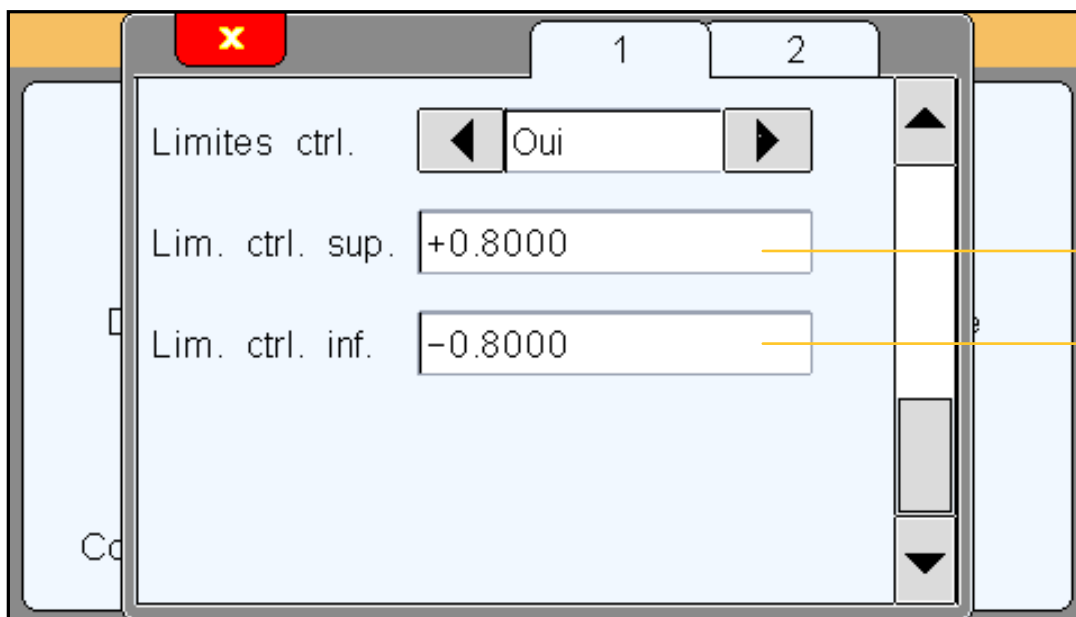 x
1 2
Limites ctrl. Oui
Lim. ctrl. sup. +0.8000
Lim. ctrl. inf. −0.8000